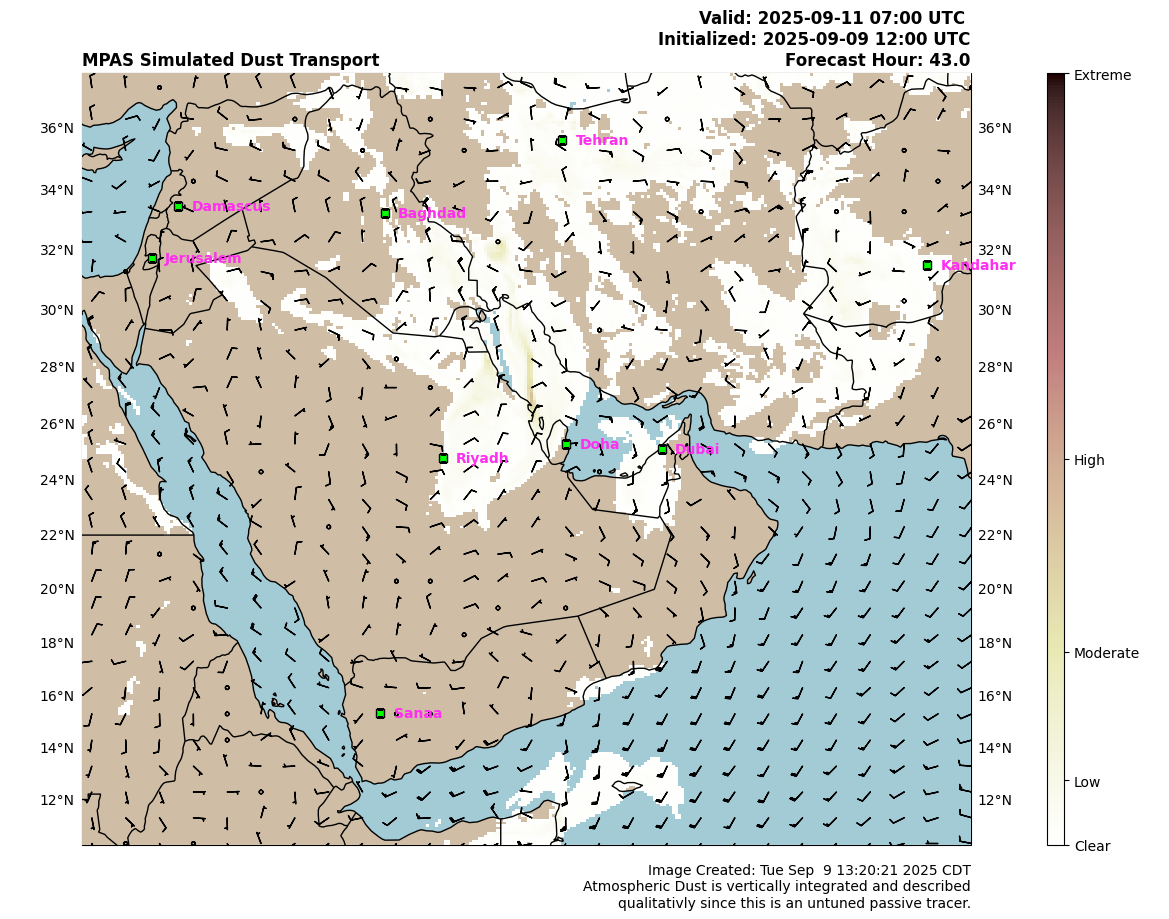 Valid: 2025-09-11 07:00 UTC
Initialized: 2025-09-09 12:00 UTC
MPAS Simulated Dust Transport
Forecast Hour: 43.0
Extreme
36°N
36°N
Tehran
34°N
34°N
Damascus
Baghdad
32°N
32°N
Jerusalem
Kandahar
30°N
30°N
28°N
28°N
26°N
26°N
Doha
Dubai
Riyadh
High
24°N
24°N
22°N
22°N
20°N
20°N
18°N
18°N
Moderate
16°N
16°N
Sanaa
14°N
14°N
Low
12°N
12°N
Clear
Image Created: Tue Sep  9 13:20:21 2025 CDT
Atmospheric Dust is vertically integrated and described
qualitativly since this is an untuned passive tracer.